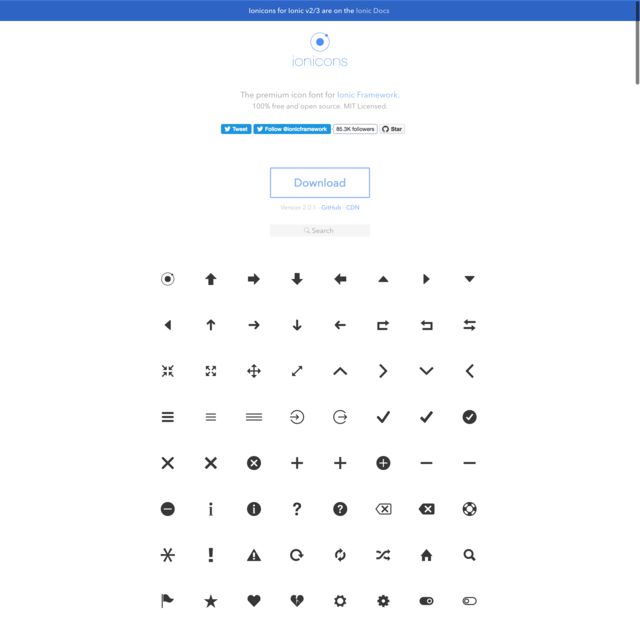 Ionicons for Ionic v2/3 are on the Ionic Docs
ionicons
The premium icon font for Ionic Framework.
100% free and open source. MIT Licensed.
Tweet Follow @ionicframework 85.3K followers Star
Download
Version 2.0.1 · GitHub · CDN
Search